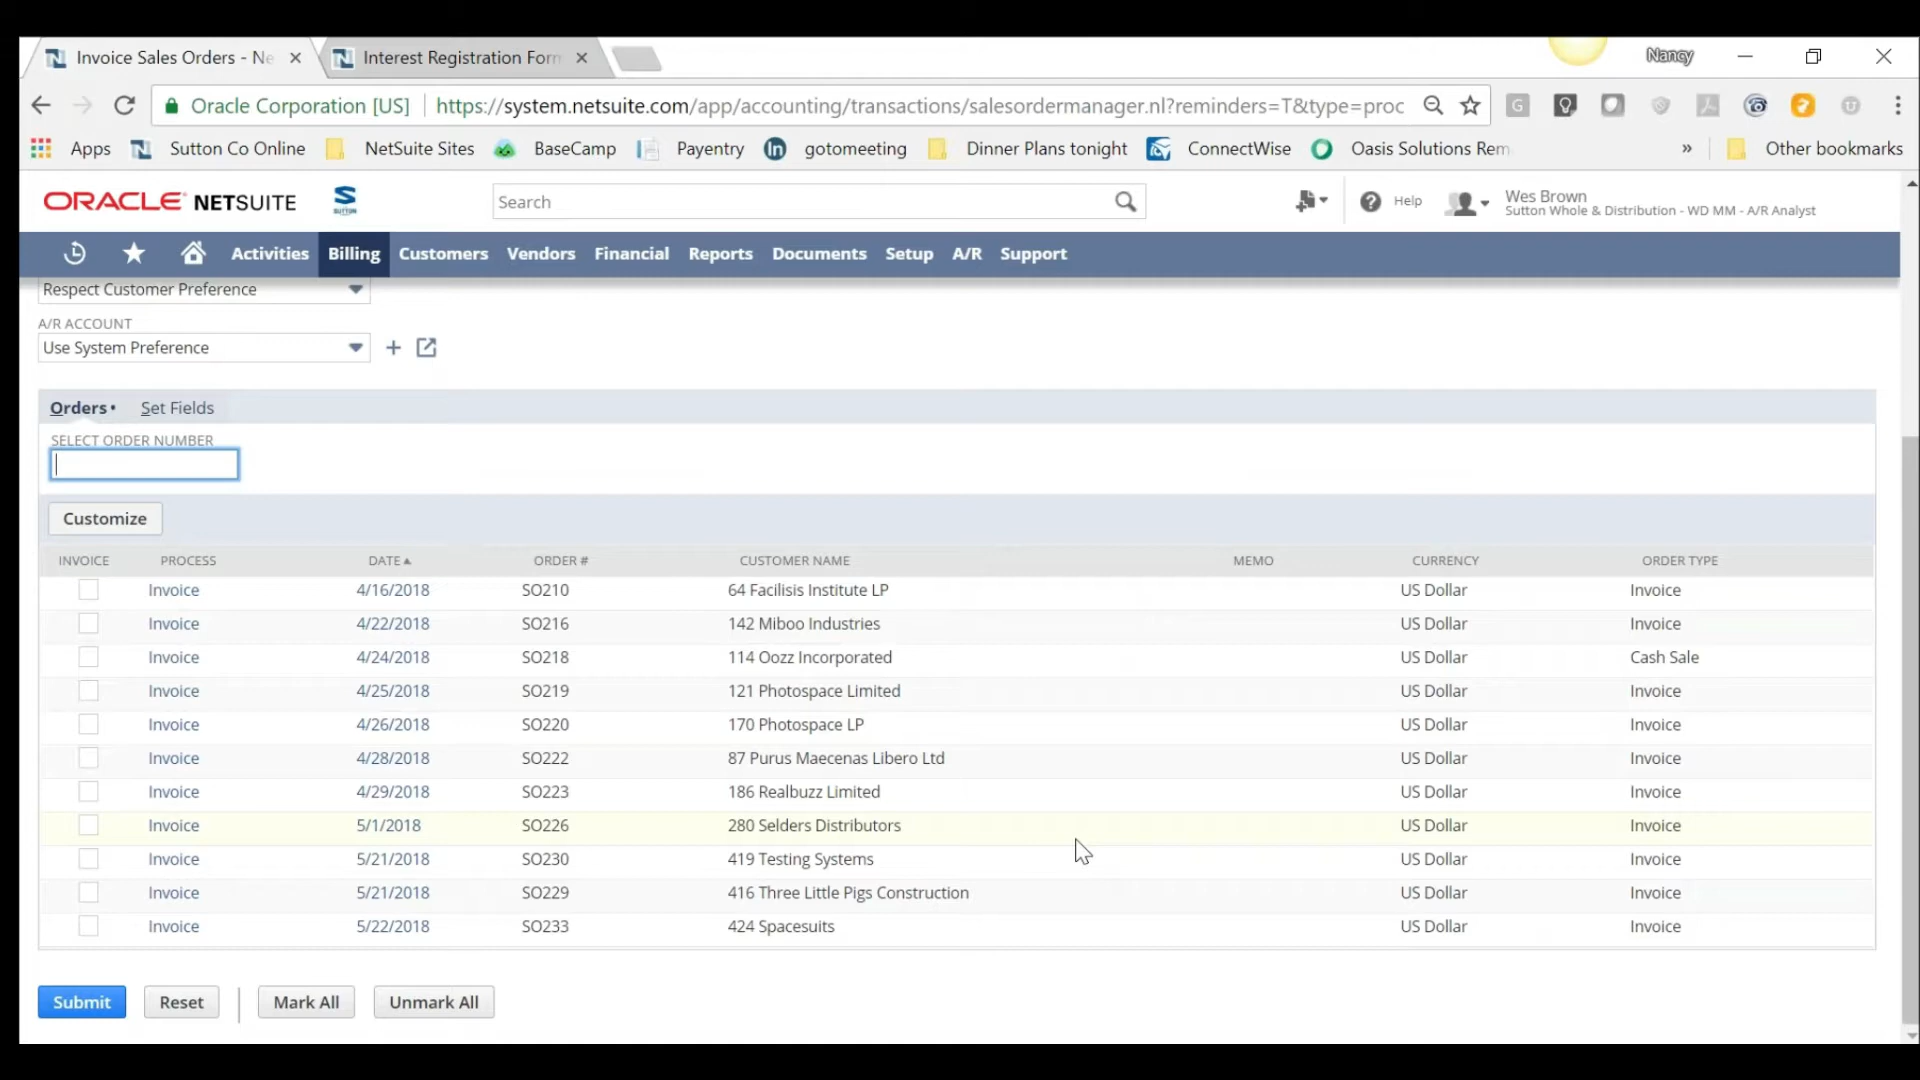 Invoice Sales Orders - Ne
Interest Registration Form
Nancy
Oracle Corporation [US]
https://system.netsuite.com/app/accounting/transactions/salesordermanager.nl?reminders=T&type=proc
Apps
Sutton Co Online
NetSuite Sites
BaseCamp
Payentry
gotomeeting
Dinner Plans tonight
ConnectWise
Oasis Solutions Rem
»
Other bookmarks
ORACLE NETSUITE
SUTTON
Search
Help
Wes Brown
Sutton Whole & Distribution - WD MM - A/R Analyst
Activities Billing Customers Vendors Financial Reports Documents Setup A/R Support
Respect Customer Preference
A/R ACCOUNT
Use System Preference
Orders • Set Fields
SELECT ORDER NUMBER
Customize
INVOICE PROCESS DATE ORDER # CUSTOMER NAME MEMO CURRENCY ORDER TYPE
Invoice 4/16/2018 SO210 64 Facilisis Institute LP US Dollar Invoice
Invoice 4/22/2018 SO216 142 Miboo Industries US Dollar Invoice
Invoice 4/24/2018 SO218 114 Oozz Incorporated US Dollar Cash Sale
Invoice 4/25/2018 SO219 121 Photospace Limited US Dollar Invoice
Invoice 4/26/2018 SO220 170 Photospace LP US Dollar Invoice
Invoice 4/28/2018 SO222 87 Purus Maecenas Libero Ltd US Dollar Invoice
Invoice 4/29/2018 SO223 186 Realbuzz Limited US Dollar Invoice
Invoice 5/1/2018 SO226 280 Selders Distributors US Dollar Invoice
Invoice 5/21/2018 SO230 419 Testing Systems US Dollar Invoice
Invoice 5/21/2018 SO229 416 Three Little Pigs Construction US Dollar Invoice
Invoice 5/22/2018 SO233 424 Spacesuits US Dollar Invoice
Submit Reset Mark All Unmark All